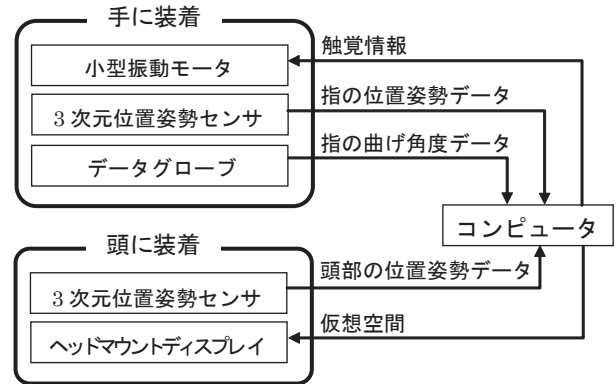 手に装着
小型振動モータ
触覚情報
3次元位置姿勢センサ
指の位置姿勢データ
データグローブ
指の曲げ角度データ
コンピュータ
頭に装着
3次元位置姿勢センサ
頭部の位置姿勢データ
ヘッドマウントディスプレイ
仮想空間